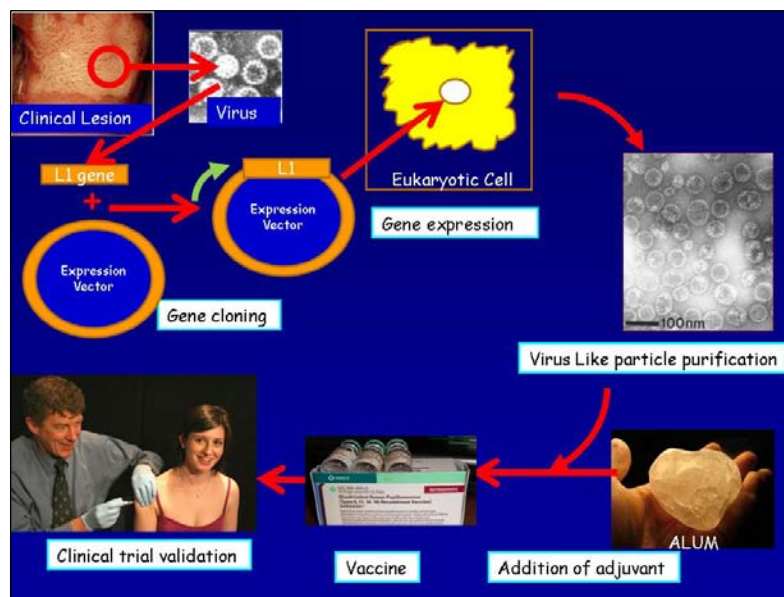 Clinical Lesion
Virus
L1 gene
+
L1
Expression
Vector
Expression
Vector
Gene cloning
Eukaryotic Cell
Gene expression
100nm
Virus Like particle purification
ALUM
Addition of adjuvant
Vaccine
Clinical trial validation